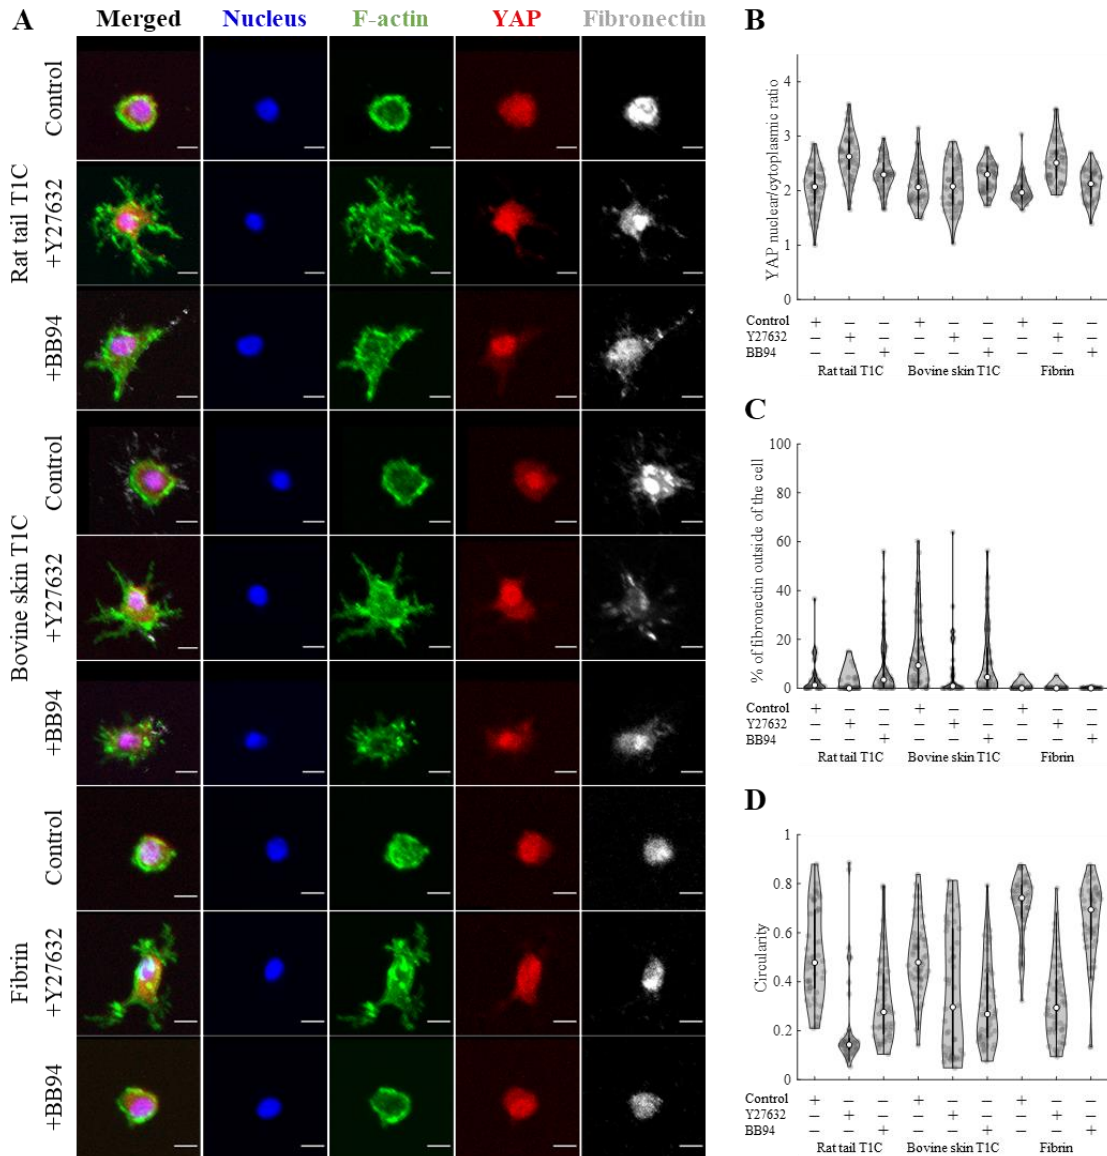 A
Merged Nucleus F-actin YAP Fibronectin
Rat tail T1C
Control
+Y27632
+BB94
Bovine skin T1C
Control
+Y27632
+BB94
Fibrin
Control
+Y27632
+BB94
B
YAP nuclear/cytoplasmic ratio
4
3
2
1
0
Control + – – + – – + – –
Y27632 – + – – + – – + –
BB94 – – + – – + – – +
Rat tail T1C Bovine skin T1C Fibrin
C
% of fibronectin outside of the cell
100
80
60
40
20
0
Control + – – + – – + – –
Y27632 – + – – + – – + –
BB94 – – + – – + – – +
Rat tail T1C Bovine skin T1C Fibrin
D
Circularity
1
0.8
0.6
0.4
0.2
0
Control + – – + – – + – –
Y27632 – + – – + – – + –
BB94 – – + – – + – – +
Rat tail T1C Bovine skin T1C Fibrin